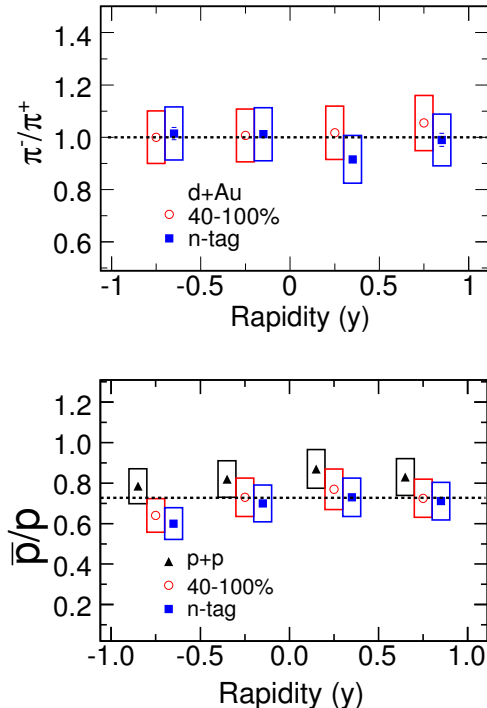 π⁻/π⁺
1.4
1.2
1.0
0.8
0.6
d+Au
40-100%
n-tag
-1 -0.5 0 0.5 1
Rapidity (y)
p̅/p
1.2
1.0
0.8
0.6
0.4
0.2
p+p
40-100%
n-tag
-1.0 -0.5 0.0 0.5 1.0
Rapidity (y)